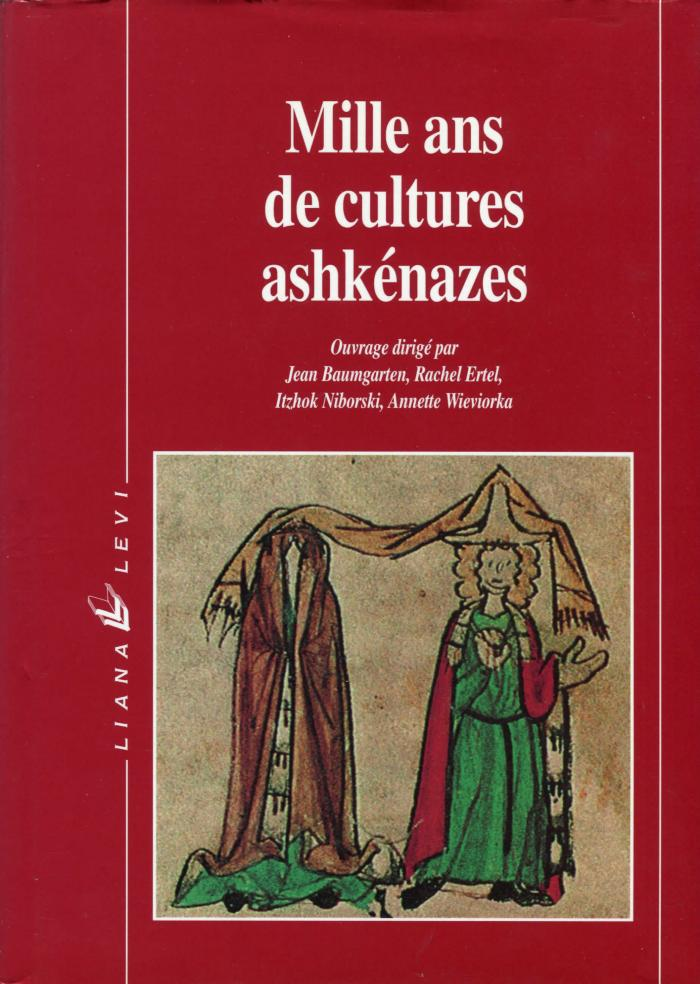 Mille ans
de cultures
ashkénazes
Ouvrage dirigé par
Jean Baumgarten, Rachel Ertel,
Itzhok Niborski, Annette Wieviorka
LIANA LEVI